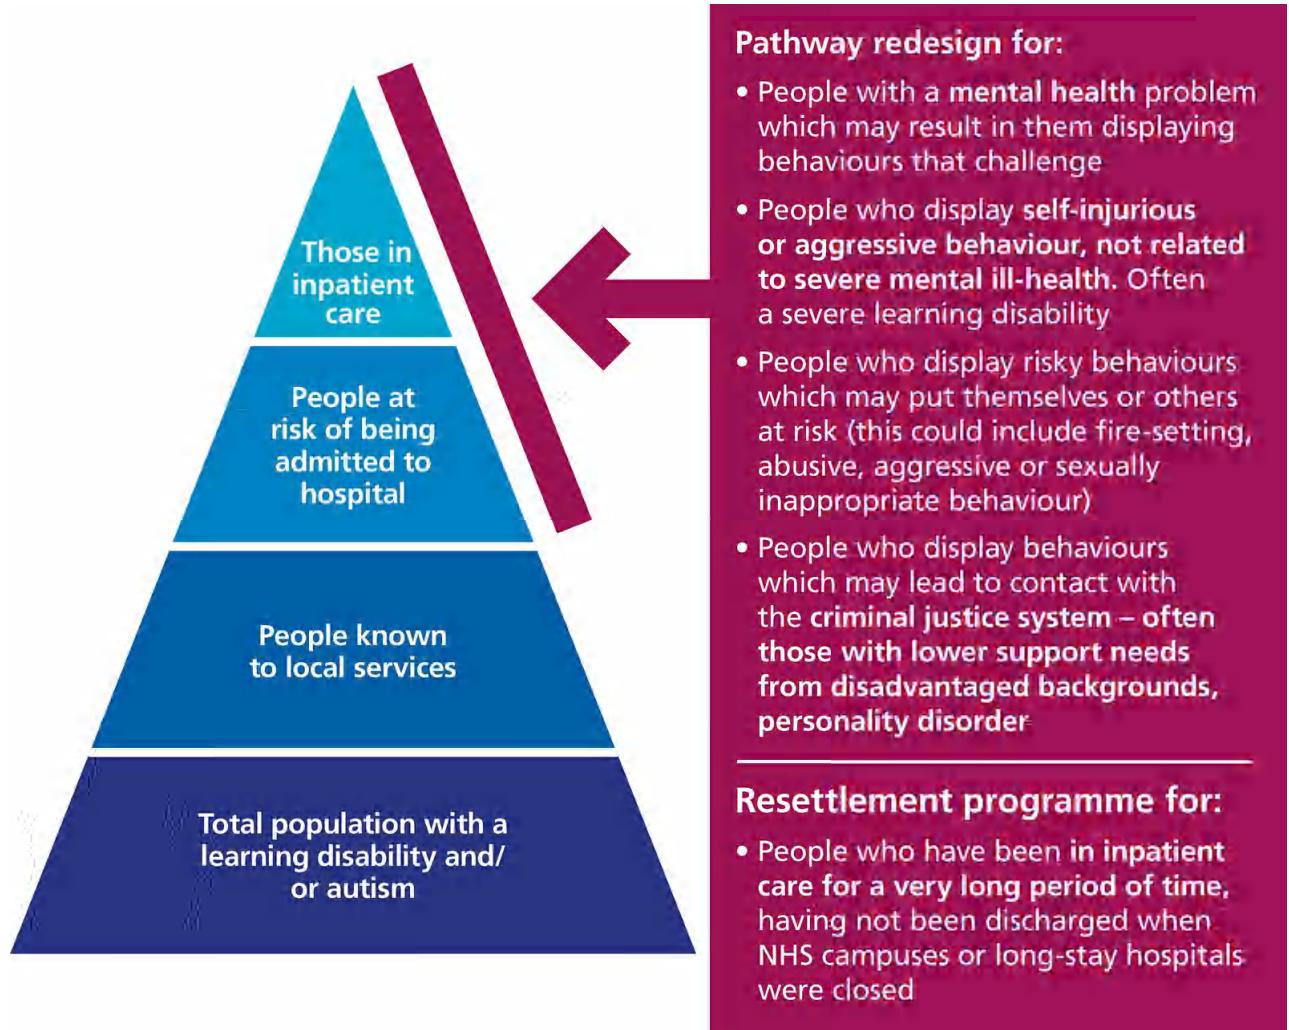 Those in
inpatient
care
People at
risk of being
admitted to
hospital
People known
to local services
Total population with a
learning disability and/
or autism
Pathway redesign for:
• People with a mental health problem
which may result in them displaying
behaviours that challenge
• People who display self-injurious
or aggressive behaviour, not related
to severe mental ill-health. Often
a severe learning disability
• People who display risky behaviours
which may put themselves or others
at risk (this could include fire-setting,
abusive, aggressive or sexually
inappropriate behaviour)
• People who display behaviours
which may lead to contact with
the criminal justice system – often
those with lower support needs
from disadvantaged backgrounds,
personality disorder
Resettlement programme for:
• People who have been in inpatient
care for a very long period of time,
having not been discharged when
NHS campuses or long-stay hospitals
were closed